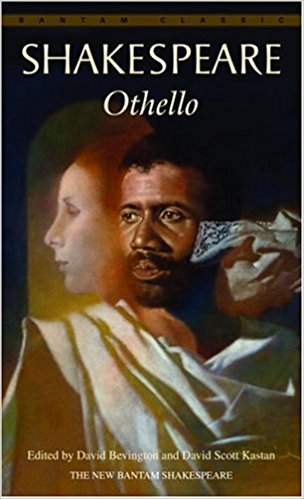 BANTAM CLASSIC
SHAKESPEARE
Othello
Edited by David Bevington and David Scott Kastan
THE NEW BANTAM SHAKESPEARE